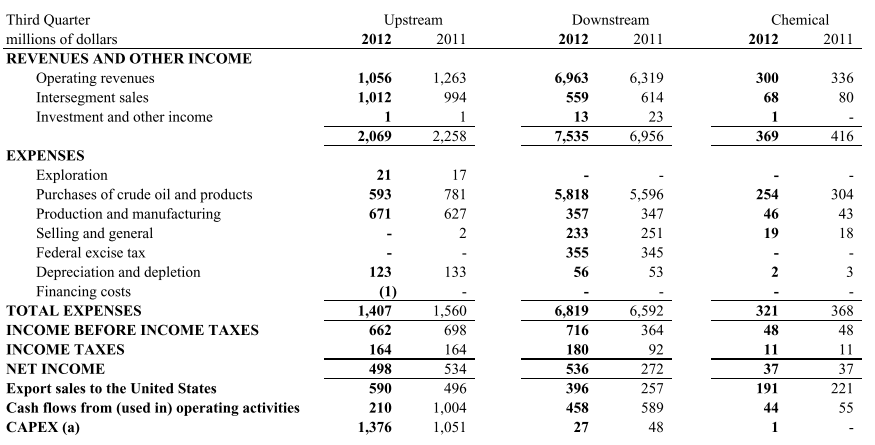 Third Quarter Upstream Downstream Chemical
millions of dollars 2012 2011 2012 2011 2012 2011
REVENUES AND OTHER INCOME
Operating revenues 1,056 1,263 6,963 6,319 300 336
Intersegment sales 1,012 994 559 614 68 80
Investment and other income 1 1 13 23 1 -
2,069 2,258 7,535 6,956 369 416
EXPENSES
Exploration 21 17 - - - -
Purchases of crude oil and products 593 781 5,818 5,596 254 304
Production and manufacturing 671 627 357 347 46 43
Selling and general - 2 233 251 19 18
Federal excise tax - - 355 345 - -
Depreciation and depletion 123 133 56 53 2 3
Financing costs (1) - - - - -
TOTAL EXPENSES 1,407 1,560 6,819 6,592 321 368
INCOME BEFORE INCOME TAXES 662 698 716 364 48 48
INCOME TAXES 164 164 180 92 11 11
NET INCOME 498 534 536 272 37 37
Export sales to the United States 590 496 396 257 191 221
Cash flows from (used in) operating activities 210 1,004 458 589 44 55
CAPEX (a) 1,376 1,051 27 48 1 -